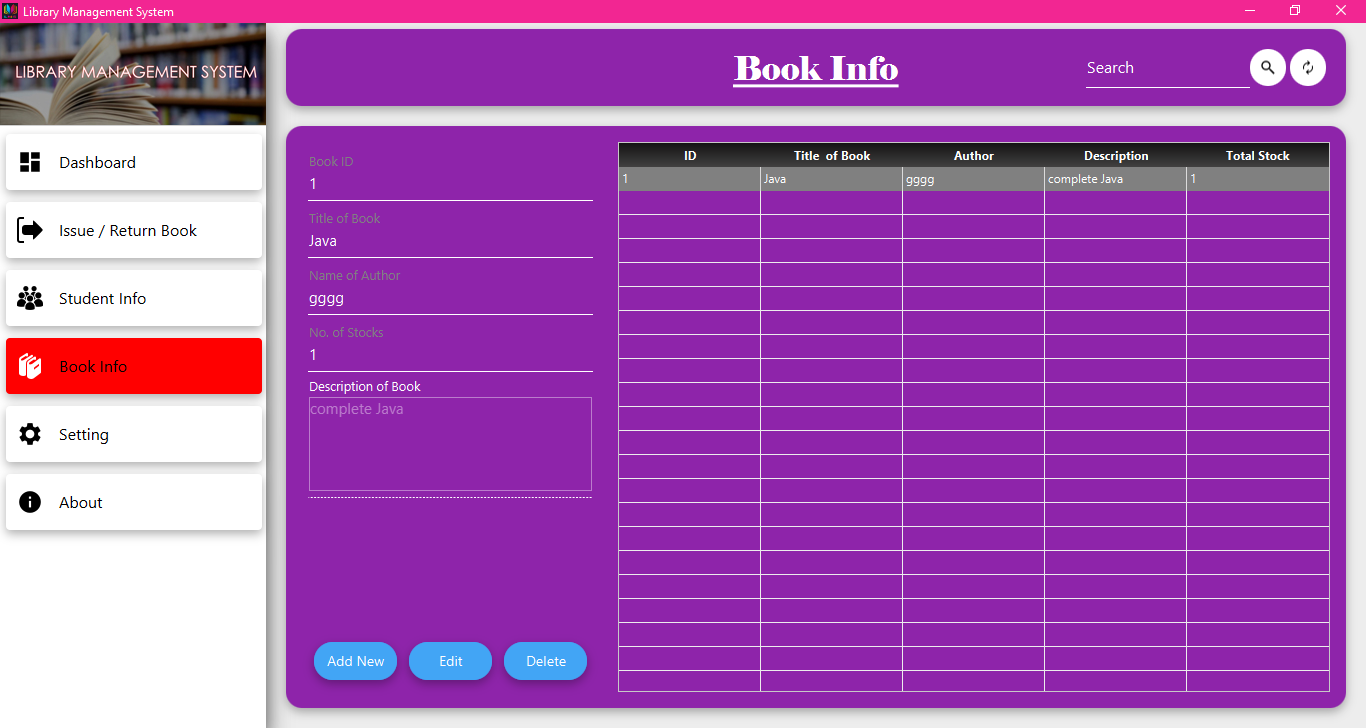 Library Management System
LIBRARY MANAGEMENT SYSTEM
Dashboard
Issue / Return Book
Student Info
Book Info
Setting
About
Book Info
Search
Book ID
1
Title of Book
Java
Name of Author
gggg
No. of Stocks
1
Description of Book
complete Java
Add New Edit Delete
ID Title of Book Author Description Total Stock
1 Java gggg complete Java 1